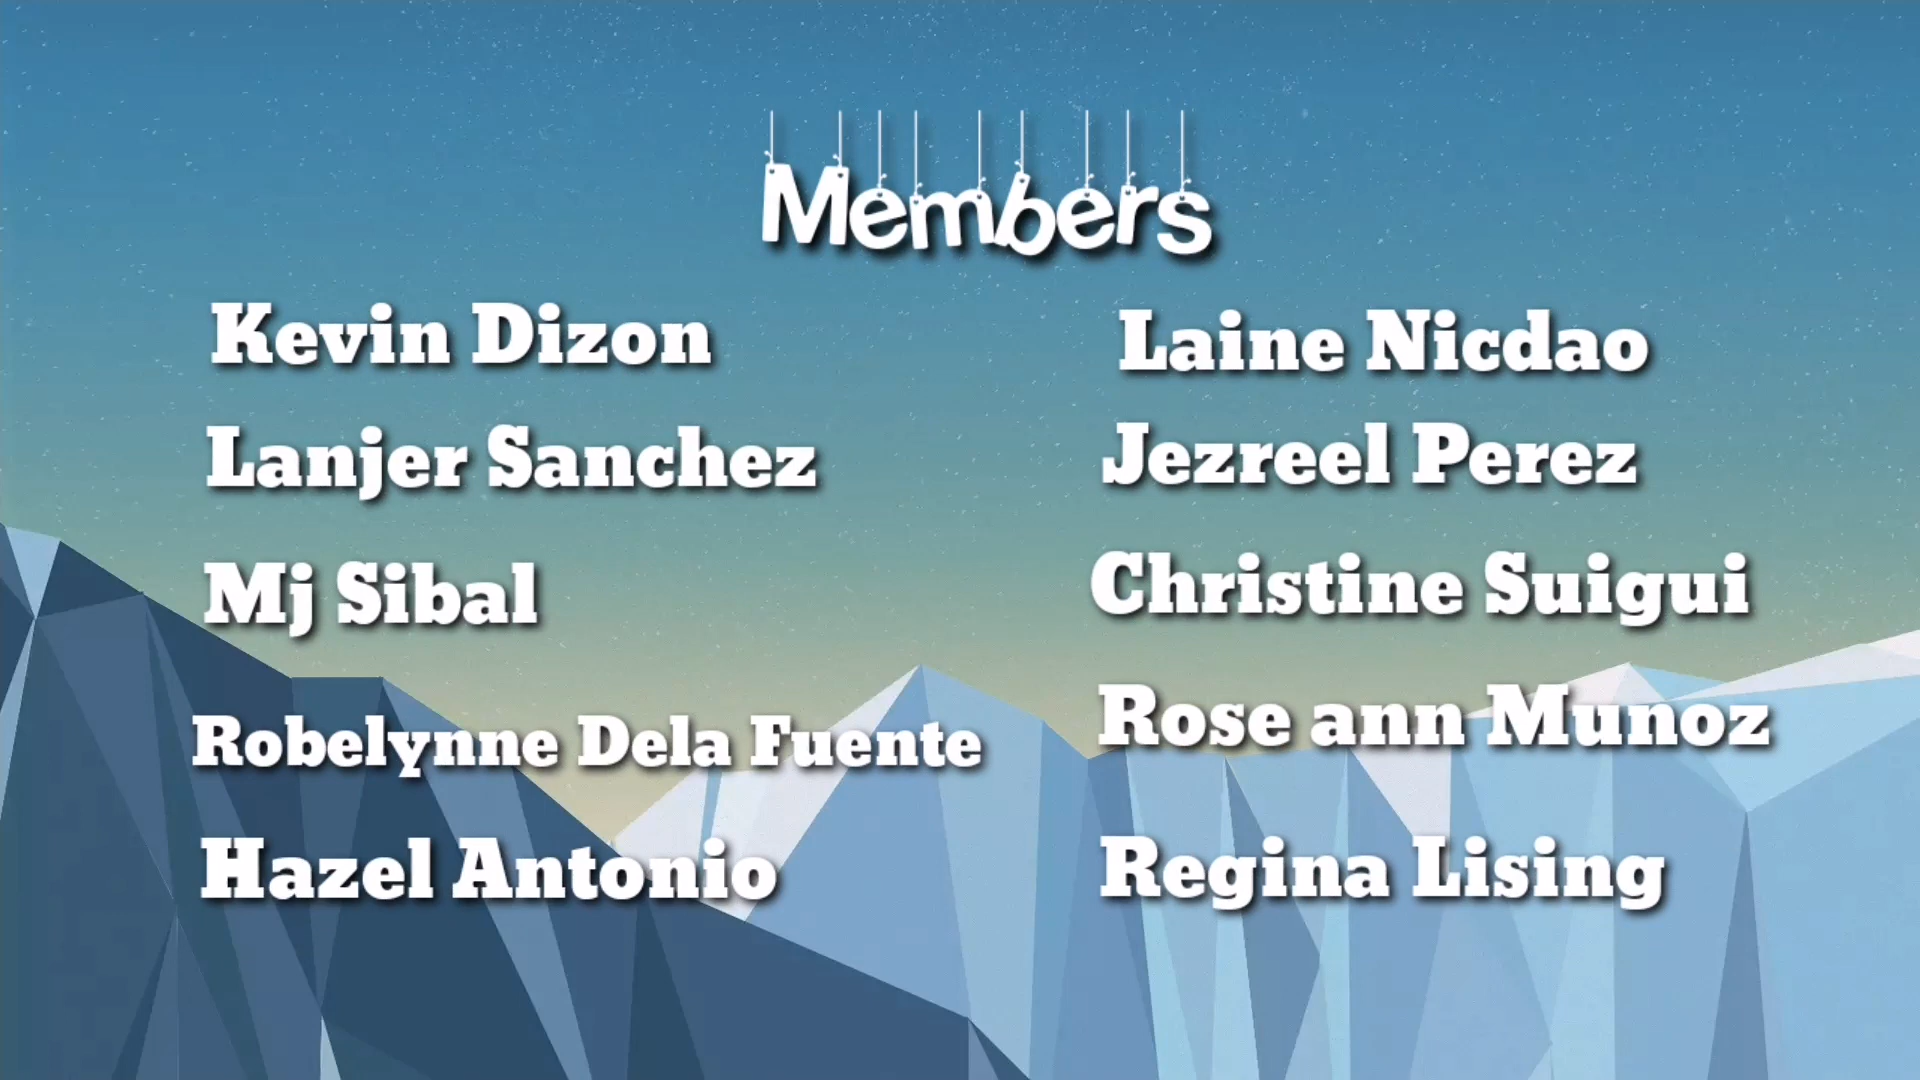 Members
Kevin Dizon
Lanjer Sanchez
Mj Sibal
Robelynne Dela Fuente
Hazel Antonio
Laine Nicdao
Jezreel Perez
Christine Suigui
Rose ann Munoz
Regina Lising